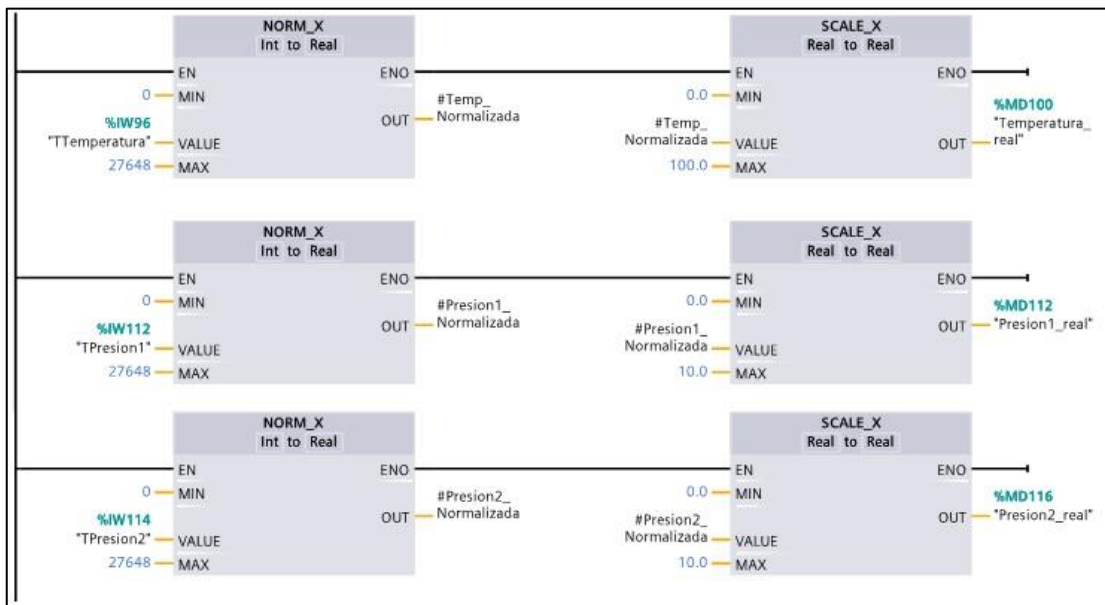 NORM_X
Int to Real
EN
ENO
0
MIN
#Temp_
Normalizada
OUT
%IW96
"TTemperatura"
VALUE
27648
MAX
SCALE_X
Real to Real
EN
ENO
0.0
MIN
%MD100
"Temperatura_
real"
#Temp_
Normalizada
VALUE
OUT
100.0
MAX
NORM_X
Int to Real
EN
ENO
0
MIN
#Presion1_
Normalizada
OUT
%IW112
"TPresion1"
VALUE
27648
MAX
SCALE_X
Real to Real
EN
ENO
0.0
MIN
%MD112
"Presion1_real"
OUT
#Presion1_
Normalizada
VALUE
10.0
MAX
NORM_X
Int to Real
EN
ENO
0
MIN
#Presion2_
Normalizada
OUT
%IW114
"TPresion2"
VALUE
27648
MAX
SCALE_X
Real to Real
EN
ENO
0.0
MIN
%MD116
"Presion2_real"
OUT
#Presion2_
Normalizada
VALUE
10.0
MAX